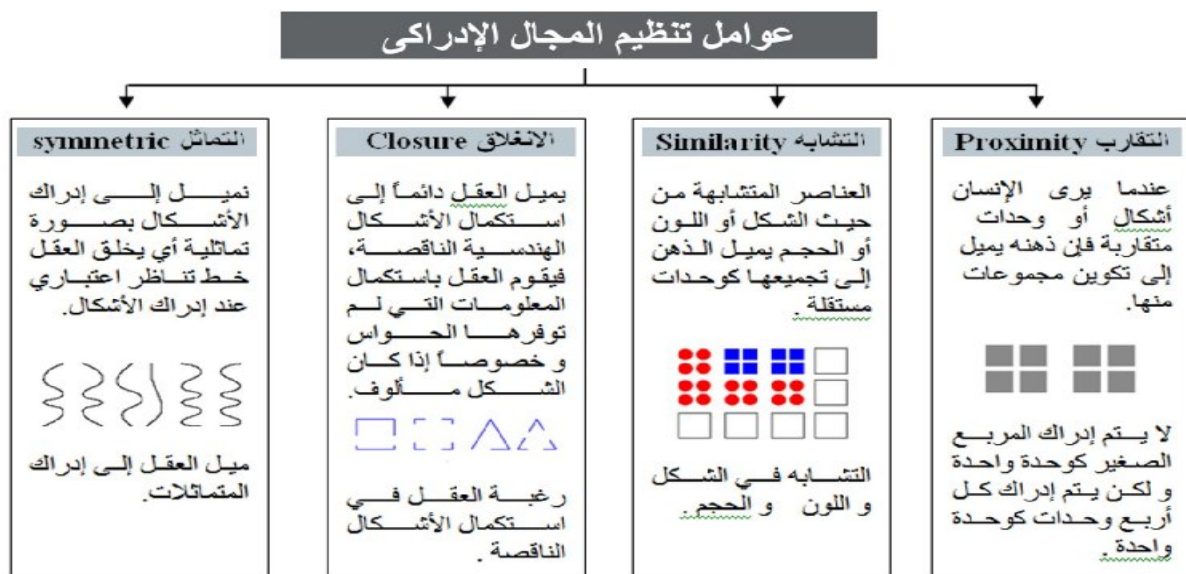 عوامل تنظيم المجال الإدراكى
التقارب Proximity
عندما يرى الإنسان
أشكال أو وحدات
متقاربة فإن ذهنه يميل
إلى تكوين مجموعات
منها.
لا يتم إدراك المربع
الصغير كوحدة واحدة
و لكن يتم إدراك كل
أربع وحدات كوحدة
واحدة .
التشابه Similarity
العناصر المتشابهة من
حيث الشكل أو اللون
أو الحجم يميل الذهن
إلى تجميعها كوحدات
مستقلة .
التشابه في الشكل
و اللون و الحجم .
الانغلاق Closure
يميل العقل دائماً إلى
استكمال الأشكال
الهندسية الناقصة،
فيقوم العقل باستكمال
المعلومات التي لم
توفرها الحواس
و خصوصاً إذا كان
الشكل مألوف.
رغبة العقل في
استكمال الأشكال
الناقصة .
التماثل symmetric
نميل إلى إدراك
الأشكال بصورة
تماثلية أي يخلق العقل
خط تناظر اعتباري
عند إدراك الأشكال.
ميل العقل إلى إدراك
المتماثلات.